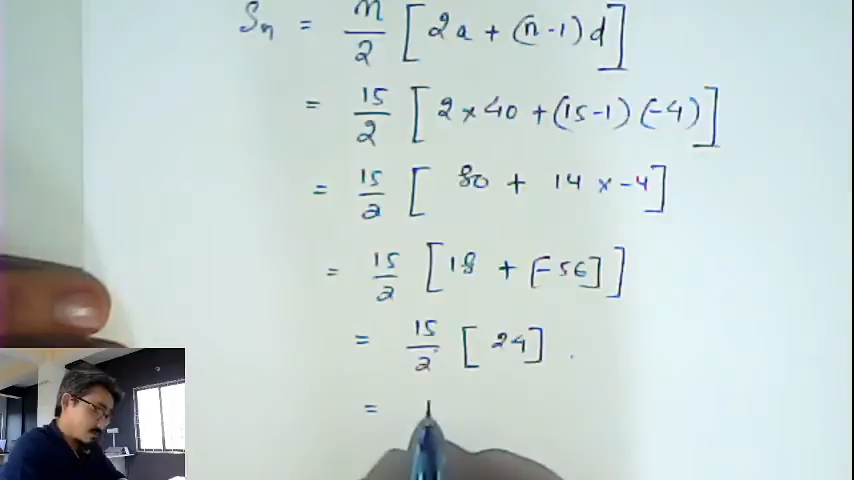 Sn = n/2 [2a + (n-1)d]
= 15/2 [2×40 + (15-1) (-4)]
= 15/2 [80 + 14 × -4]
= 15/2 [18 + [-56]]
= 15/2 [24] .
= 1